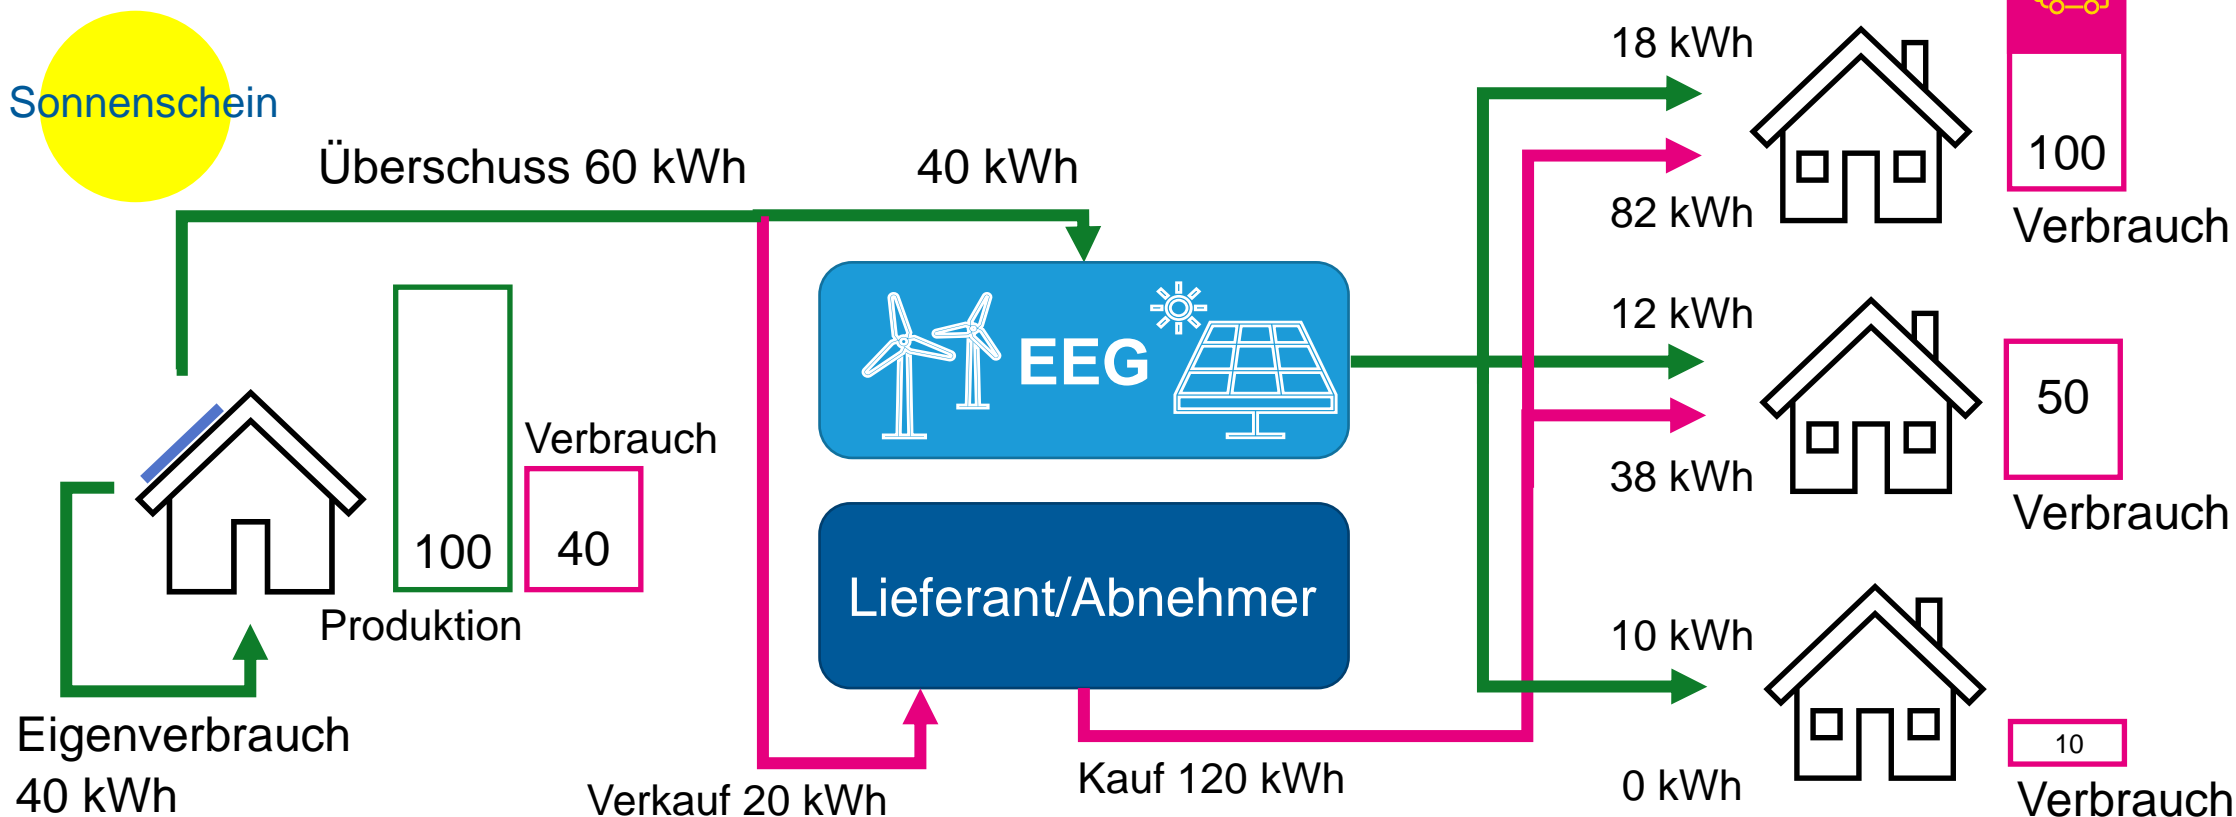 Sonnenschein
Überschuss 60 kWh
40 kWh
18 kWh
82 kWh
100
Verbrauch
EEG
12 kWh
38 kWh
50
Verbrauch
Verbrauch
100
40
Produktion
Lieferant/Abnehmer
10 kWh
0 kWh
10
Verbrauch
Eigenverbrauch
40 kWh
Verkauf 20 kWh
Kauf 120 kWh